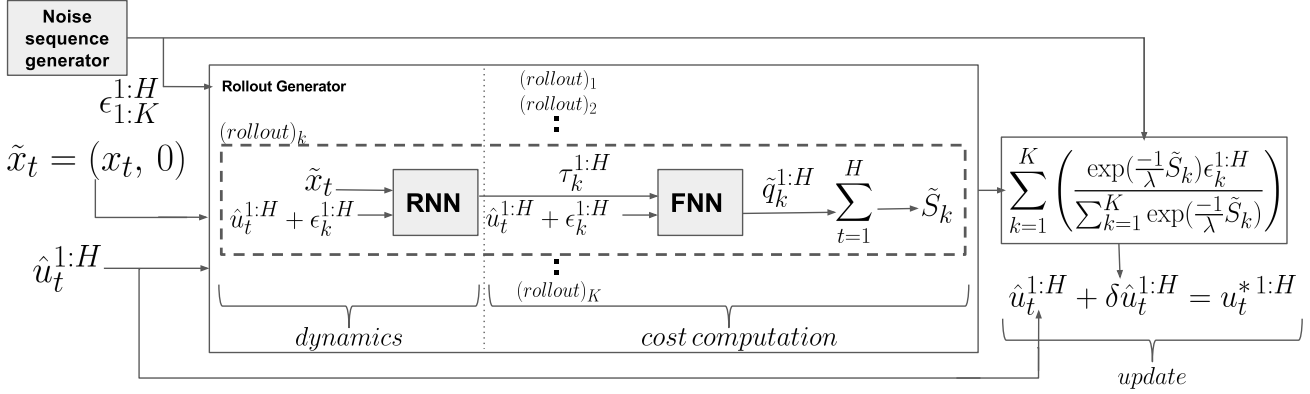 Noise
sequence
generator
ϵ_{1:K}^{1:H}
x̃_t = (x_t, 0)
û_t^{1:H}
Rollout Generator
(rollout)_1
(rollout)_2
(rollout)_k
x̃_t
û_t^{1:H} + ϵ_k^{1:H}
RNN
τ_k^{1:H}
û_t^{1:H} + ϵ_k^{1:H}
FNN
q̃_k^{1:H}
∑_{t=1}^{H}
S̃_k
(rollout)_K
dynamics
cost computation
∑_{k=1}^{K} ( exp(\frac{-1}{λ} S̃_k) ϵ_k^{1:H} / ∑_{k=1}^{K} exp(\frac{-1}{λ} S̃_k) )
û_t^{1:H} + δû_t^{1:H} = u_t^{* 1:H}
update